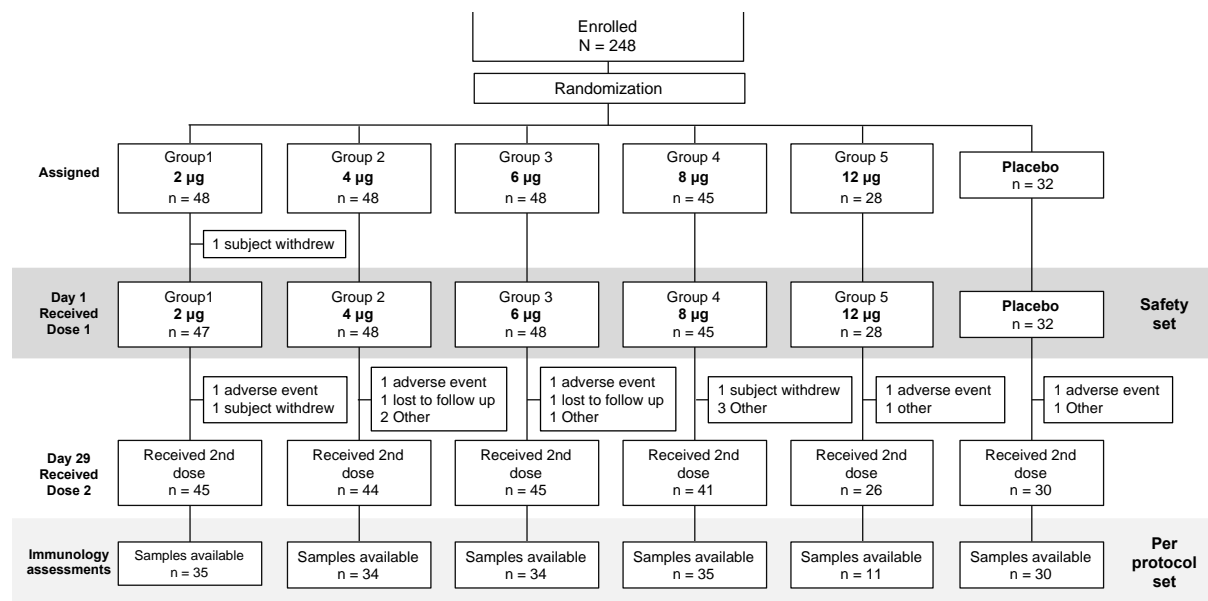 Enrolled
N = 248
Randomization
Assigned
Group1
2 µg
n = 48
Group 2
4 µg
n = 48
Group 3
6 µg
n = 48
Group 4
8 µg
n = 45
Group 5
12 µg
n = 28
Placebo
n = 32
1 subject withdrew
Day 1
Received
Dose 1
Group1
2 µg
n = 47
Group 2
4 µg
n = 48
Group 3
6 µg
n = 48
Group 4
8 µg
n = 45
Group 5
12 µg
n = 28
Placebo
n = 32
Safety
set
1 adverse event
1 subject withdrew
1 adverse event
1 lost to follow up
2 Other
1 adverse event
1 lost to follow up
1 Other
1 subject withdrew
3 Other
1 adverse event
1 other
1 adverse event
1 Other
Day 29
Received
Dose 2
Received 2nd
dose
n = 45
Received 2nd
dose
n = 44
Received 2nd
dose
n = 45
Received 2nd
dose
n = 41
Received 2nd
dose
n = 26
Received 2nd
dose
n = 30
Immunology
assessments
Samples available
n = 35
Samples available
n = 34
Samples available
n = 34
Samples available
n = 35
Samples available
n = 11
Samples available
n = 30
Per
protocol
set